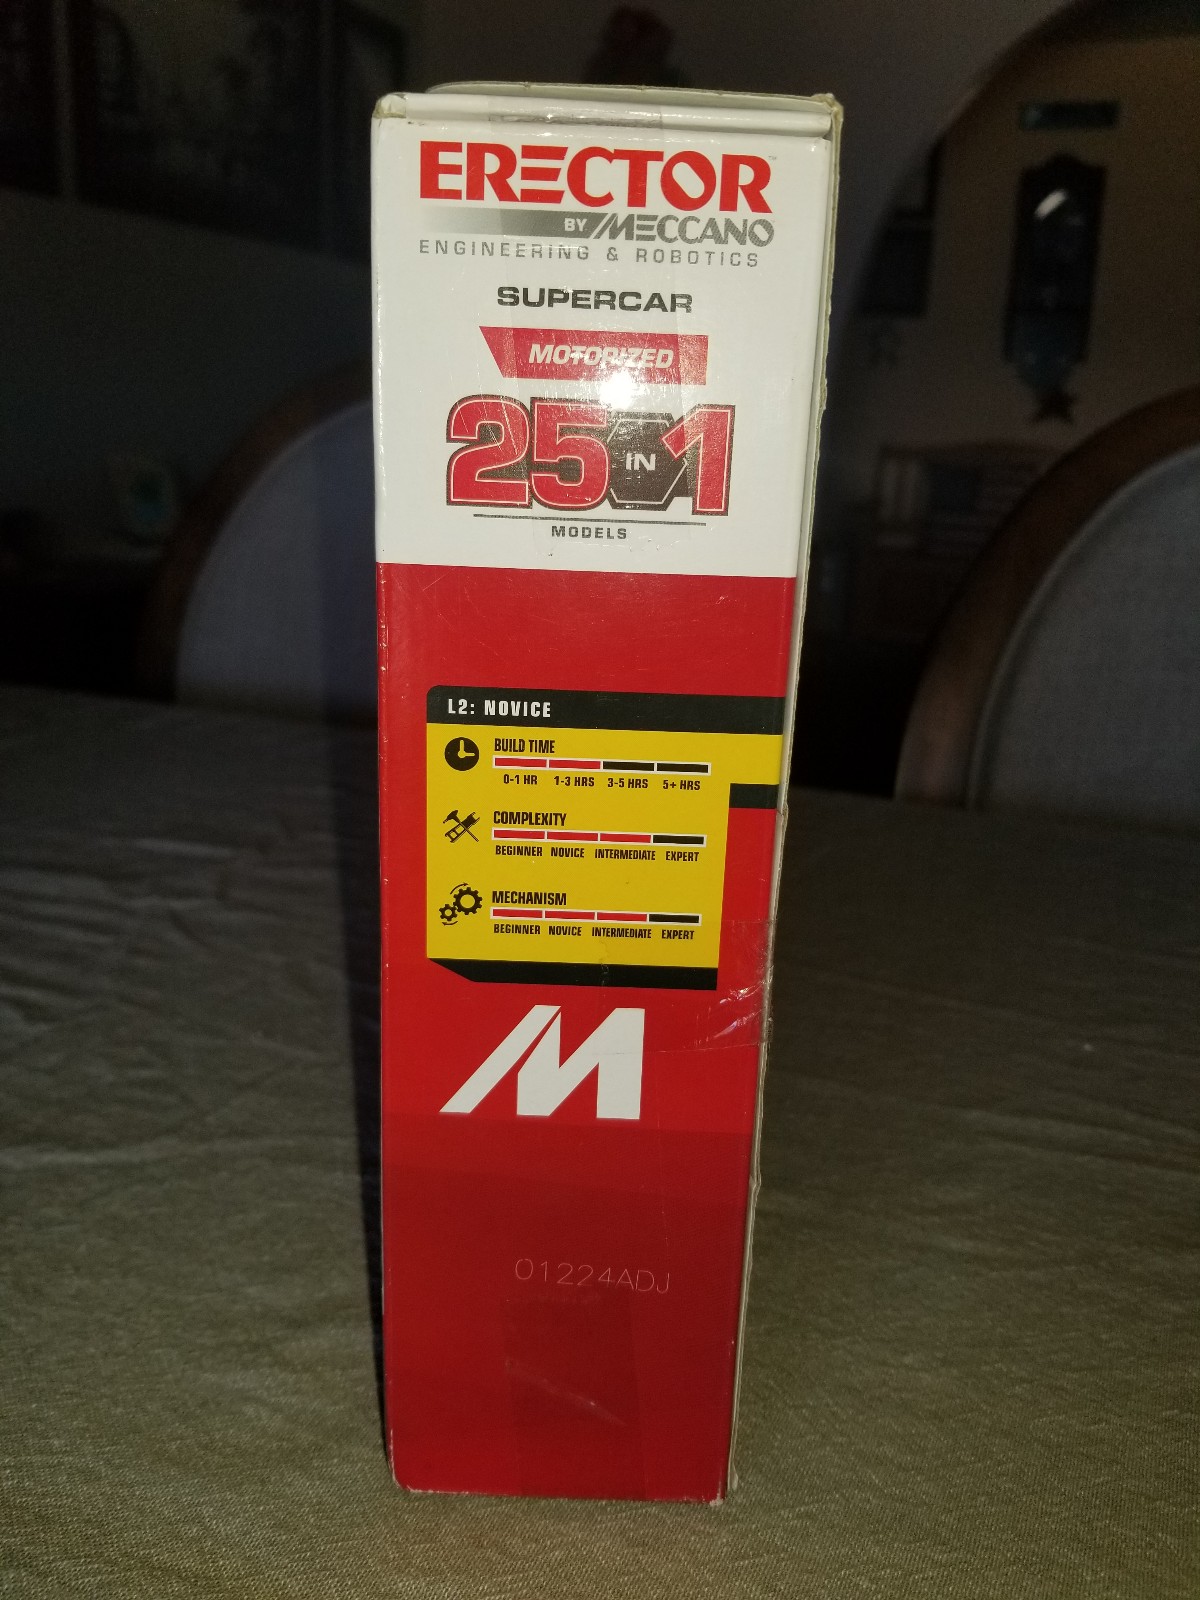 ERECTOR™
BY MECCANO
ENGINEERING & ROBOTICS
SUPERCAR
MOTORIZED
25 IN 1
MODELS
L2: NOVICE
BUILD TIME
0-1 HR 1-3 HRS 3-5 HRS 5+ HRS
COMPLEXITY
BEGINNER NOVICE INTERMEDIATE EXPERT
MECHANISM
BEGINNER NOVICE INTERMEDIATE EXPERT
M
01224ADJ